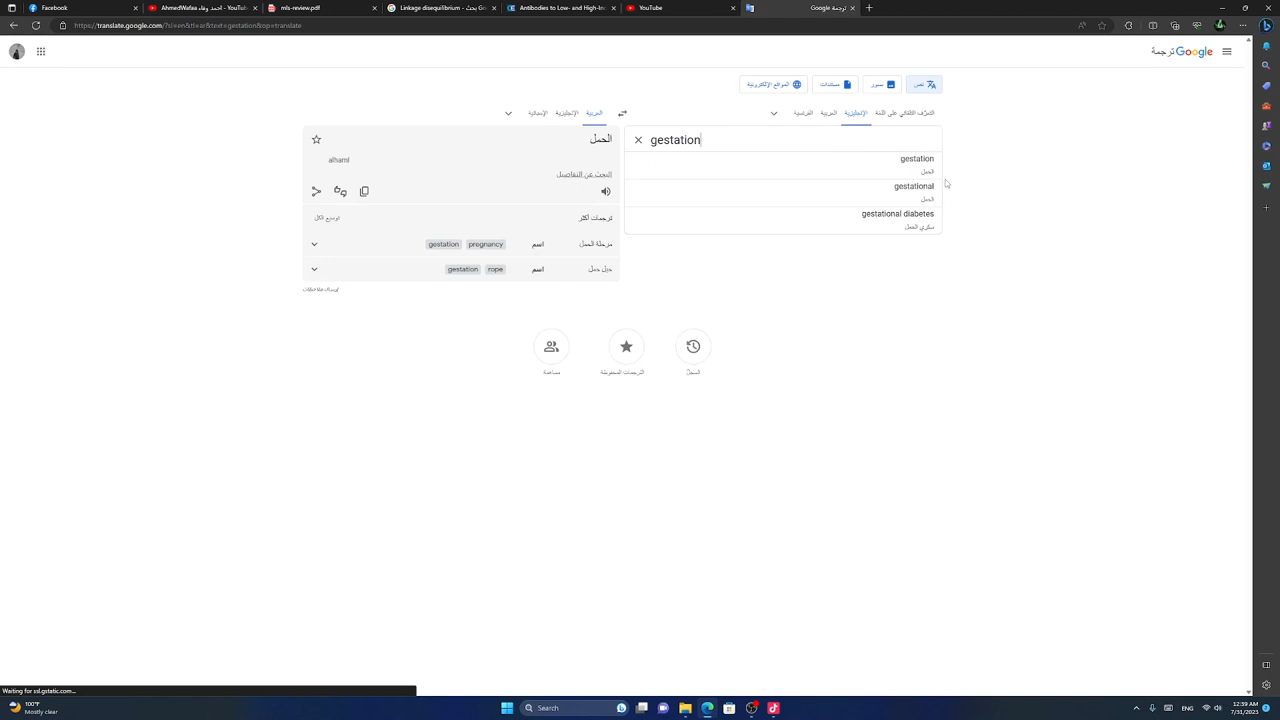 Facebook
AhmedWafaa احمد وفاء - YouTu
mls-review.pdf
Linkage disequilibrium - بحث Go
Antibodies to Low- and High-Int
YouTube
ترجمة Google
https://translate.google.com/?sl=en&tl=ar&text=gestation&op=translate
ترجمة Google
نص
صور
مستندات
المواقع الإلكترونية
التعرّف التلقائي على اللغة
الإنجليزية
العربية
الفرنسية
العربية
الإنجليزية
الإسبانية
gestation
gestation
الحمل
gestational
الحمل
gestational diabetes
سكري الحمل
الحمل
alhaml
البحث عن التفاصيل
ترجمات أكثر
توسيع الكل
مرحلة الحمل
اسم
pregnancy
gestation
حبل حمل
اسم
rope
gestation
إرسال ملاحظات
السجلّ
الترجمات المحفوظة
مساهمة
Waiting for ssl.gstatic.com...
100°F
Mostly clear
Search
ENG
12:39 AM
7/31/2023